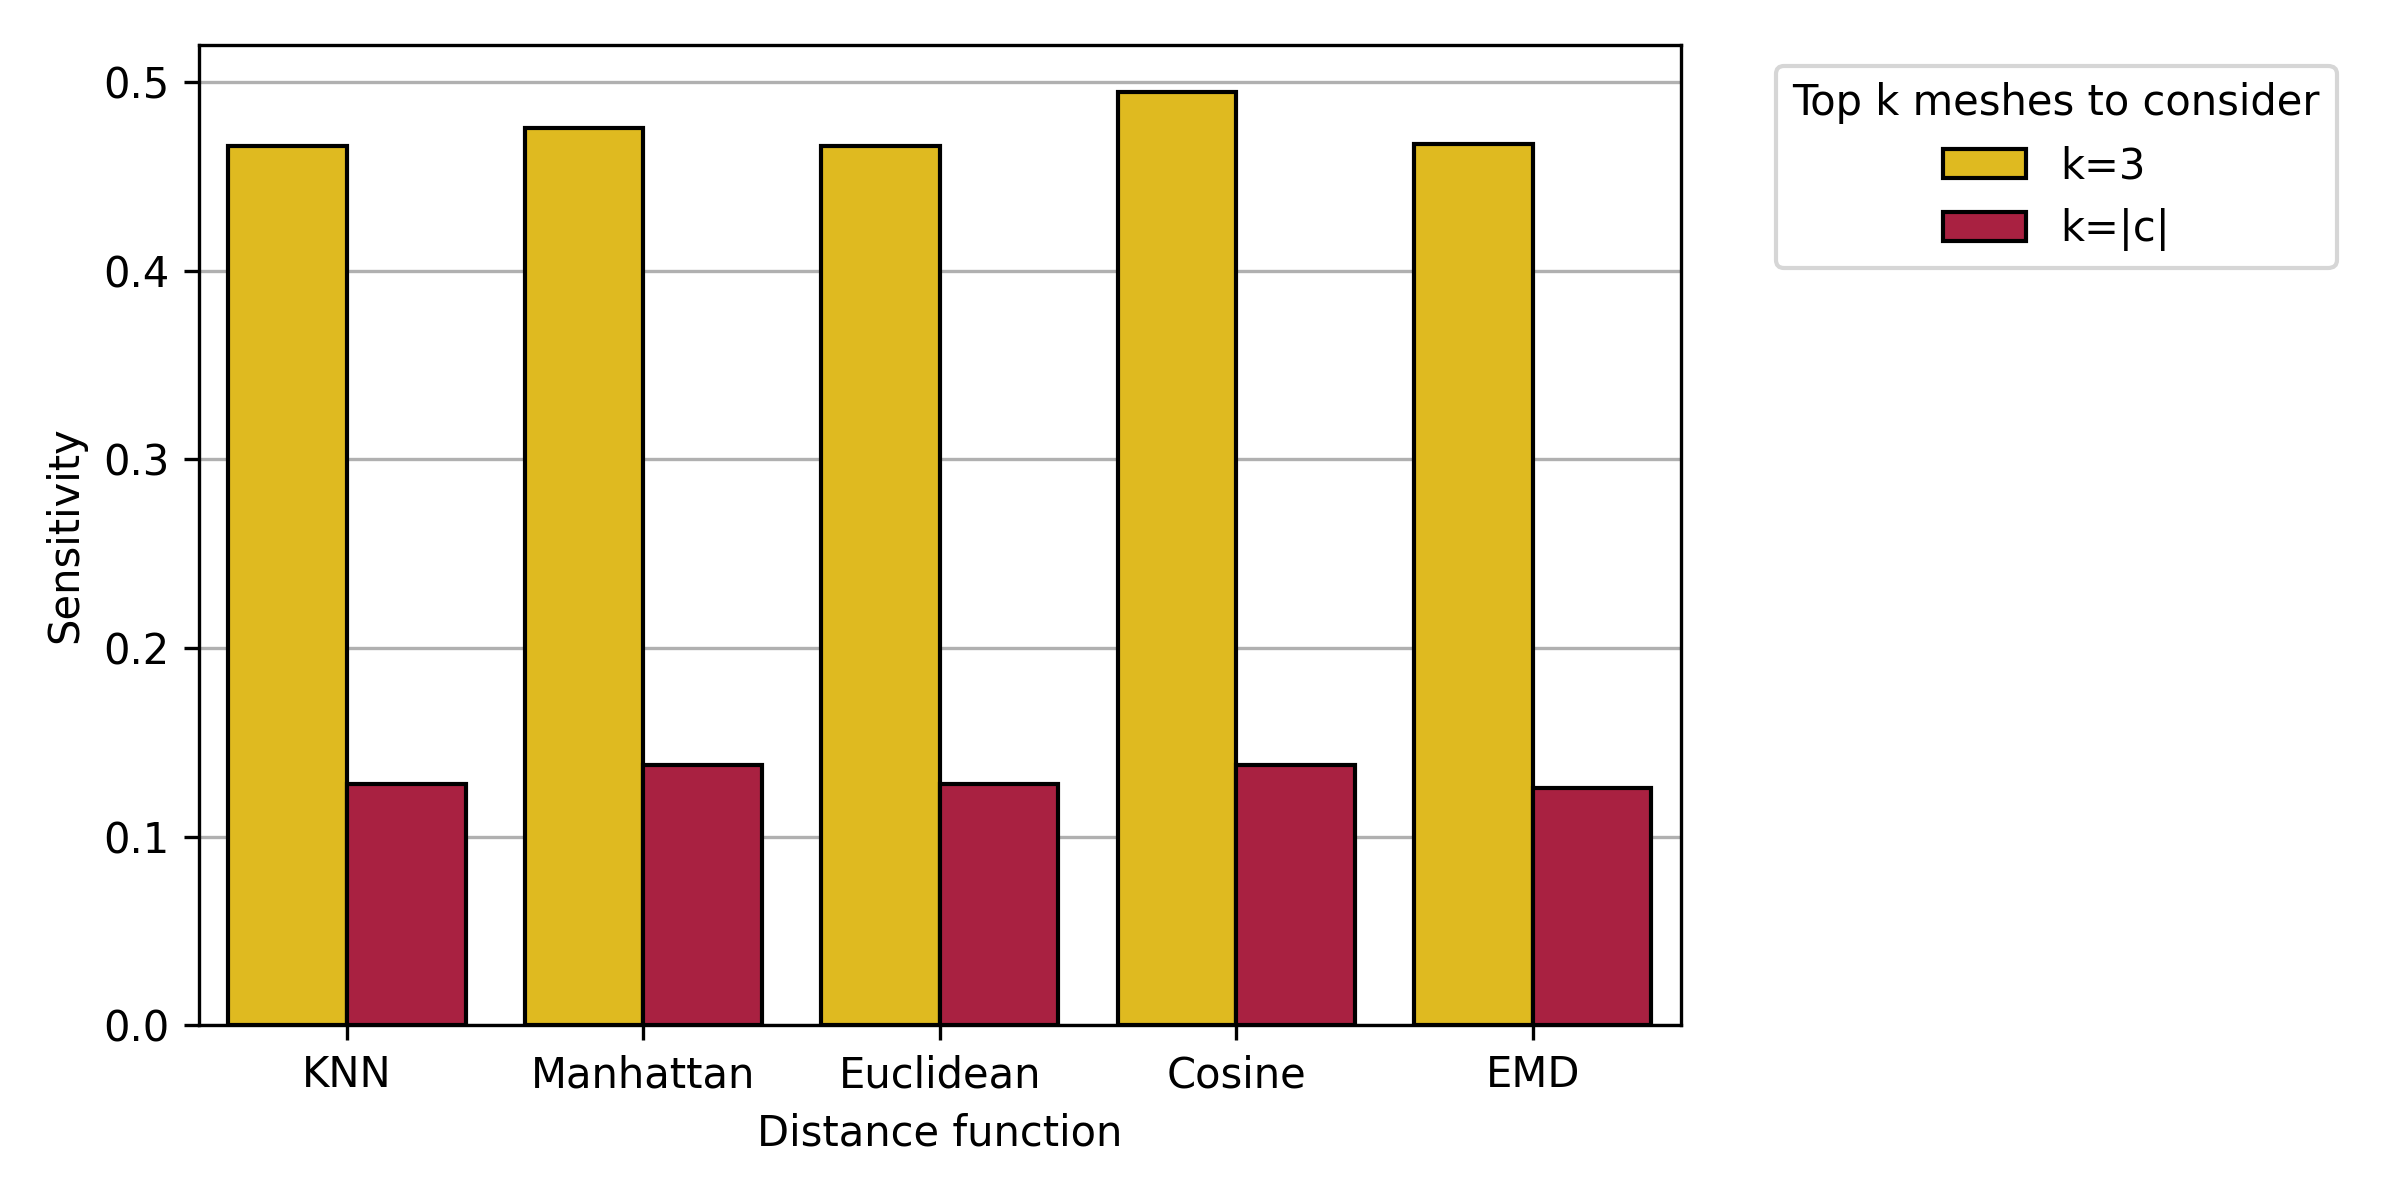 0.5
0.4
0.3
0.2
0.1
0.0
Sensitivity
KNN
Manhattan
Euclidean
Cosine
EMD
Distance function
Top k meshes to consider
k=3
k=|c|